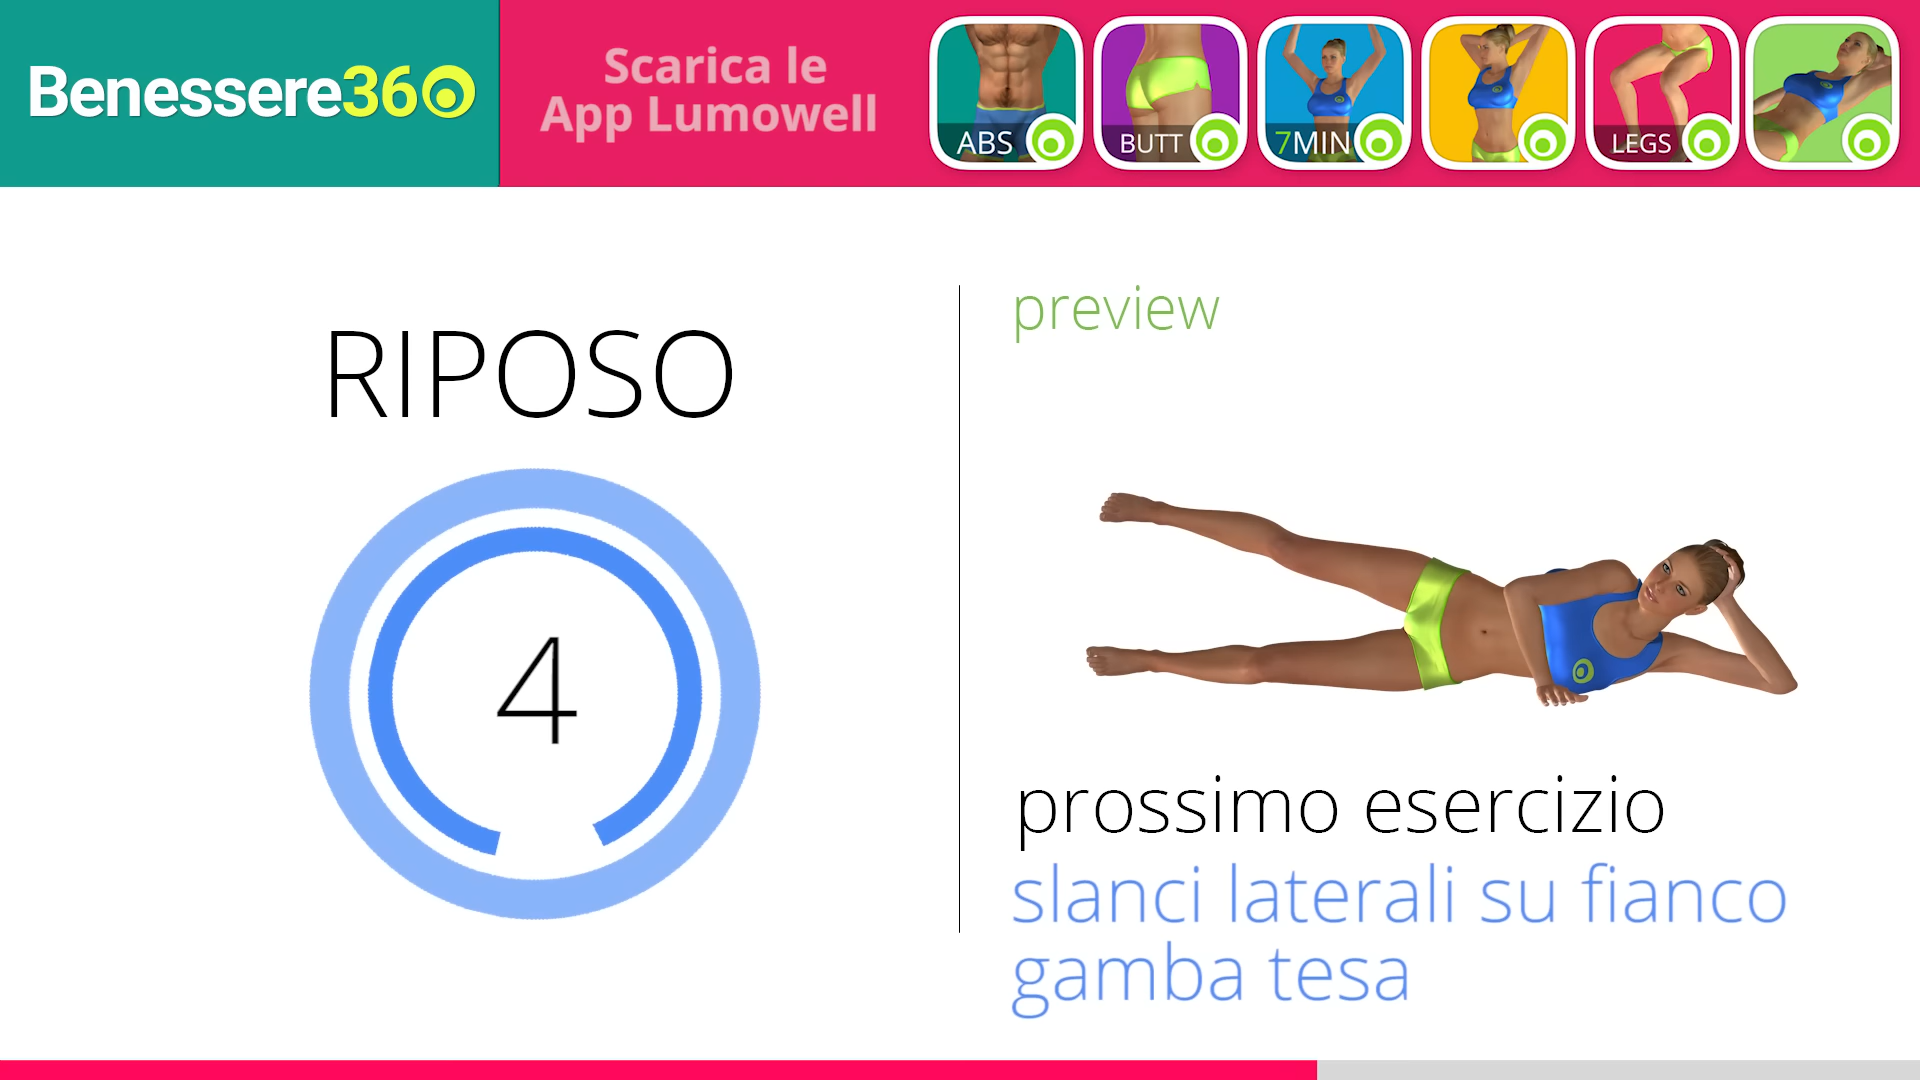 Benessere360
Scarica le
App Lumowell
ABS
BUTT
7MIN
LEGS
RIPOSO
4
preview
prossimo esercizio
slanci laterali su fianco
gamba tesa